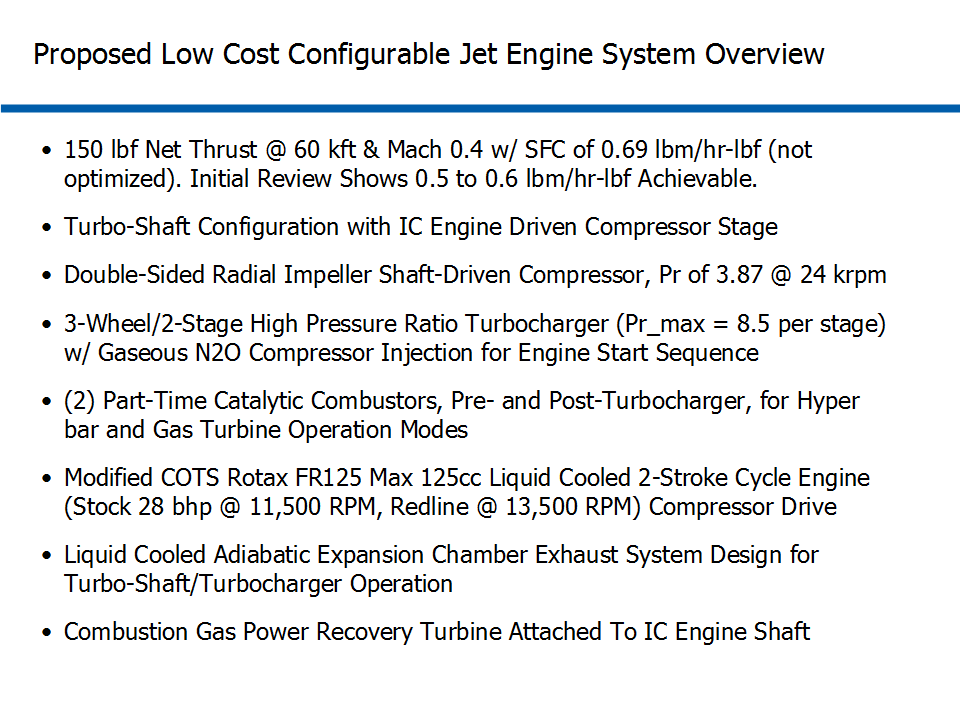 Proposed Low Cost Configurable Jet Engine System Overview
• 150 lbf Net Thrust @ 60 kft & Mach 0.4 w/ SFC of 0.69 lbm/hr-lbf (not
optimized). Initial Review Shows 0.5 to 0.6 lbm/hr-lbf Achievable.
• Turbo-Shaft Configuration with IC Engine Driven Compressor Stage
• Double-Sided Radial Impeller Shaft-Driven Compressor, Pr of 3.87 @ 24 krpm
• 3-Wheel/2-Stage High Pressure Ratio Turbocharger (Pr_max = 8.5 per stage)
w/ Gaseous N2O Compressor Injection for Engine Start Sequence
• (2) Part-Time Catalytic Combustors, Pre- and Post-Turbocharger, for Hyper
bar and Gas Turbine Operation Modes
• Modified COTS Rotax FR125 Max 125cc Liquid Cooled 2-Stroke Cycle Engine
(Stock 28 bhp @ 11,500 RPM, Redline @ 13,500 RPM) Compressor Drive
• Liquid Cooled Adiabatic Expansion Chamber Exhaust System Design for
Turbo-Shaft/Turbocharger Operation
• Combustion Gas Power Recovery Turbine Attached To IC Engine Shaft